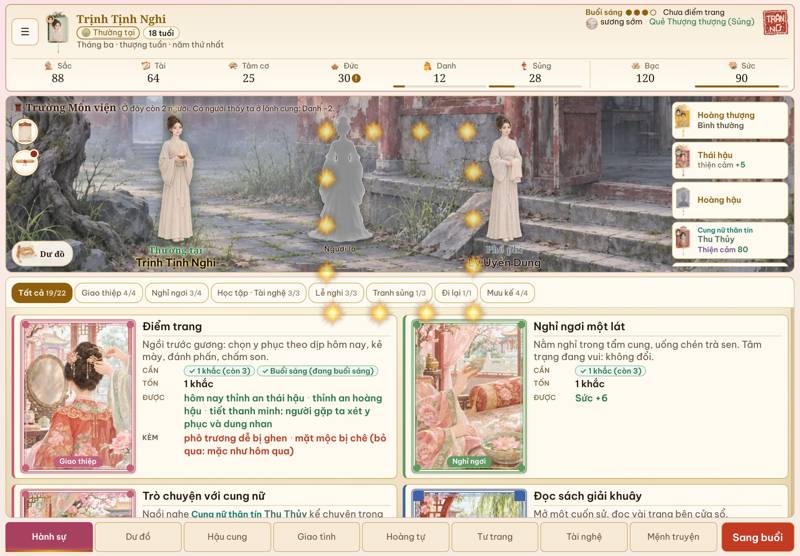 Trịnh Tịnh Nghi
Thường tại
18 tuổi
Tháng ba · thượng tuần · năm thứ nhất
Buổi sáng
Chưa điểm trang
sương sớm · Quẻ Thượng thượng (Sủng)
TRÂN NỮ
Sắc
88
Tài
64
Tâm cơ
25
Đức
30
Danh
12
Sủng
28
Bạc
120
Sức
90
Trường Môn viện
Ở đây còn 2 người. Có người thấy ta ở lãnh cung: Danh -2.
Hoàng thượng
Bình thường
Thái hậu
thiện cảm +5
Hoàng hậu
Cung nữ thân tín
Thu Thủy
Thiện cảm 80
Dư đồ
Thường tại
Trịnh Tịnh Nghi
Người lạ
Phế phi
Uyển Dung
Tất cả 19/22
Giao thiệp 4/4
Nghỉ ngơi 3/4
Học tập · Tài nghệ 3/3
Lễ nghi 3/3
Tranh sủng 1/3
Đi lại 1/1
Mưu kế 4/4
Điểm trang
Ngồi trước gương: chọn y phục theo dịp hôm nay, kẻ
mày, đánh phấn, chấm son.
CẦN
✓ 1 khắc (còn 3)
✓ Buổi sáng (đang buổi sáng)
TỐN
1 khắc
ĐƯỢC
hôm nay thỉnh an thái hậu · thỉnh an hoàng
hậu · tiết thanh minh: người gặp ta xét y
phục và dung nhan
KÈM
phô trương dễ bị ghen · mặt mộc bị chê (bỏ
qua: mặc như hôm qua)
Giao thiệp
Nghỉ ngơi một lát
Nằm nghỉ trong tẩm cung, uống chén trà sen. Tâm
trạng đang vui: không đổi.
CẦN
✓ 1 khắc (còn 3)
TỐN
1 khắc
ĐƯỢC
Sức +6
Nghỉ ngơi
Trò chuyện với cung nữ
Ngồi nghe Cung nữ thân tín Thu Thủy kể chuyện trong
Đọc sách giải khuây
Mở một cuốn sử, đọc vài trang bên cửa sổ.
Hành sự
Dư đồ
Hậu cung
Giao tình
Hoàng tự
Tư trang
Tài nghệ
Mệnh truyện
Sang buổi